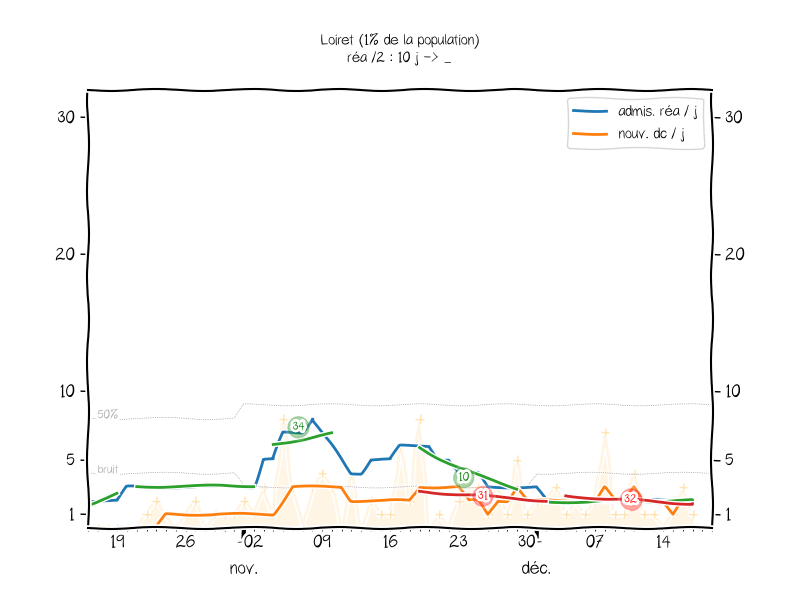 Loiret (1% de la population)
réa /2 : 10 j -> _
admis. réa / j
nouv. dc / j
30
30
20
20
10
10
50%
34
5
5
bruit
10
31
32
1
1
19 26 02 09 16 23 30 07 14
nov. déc.